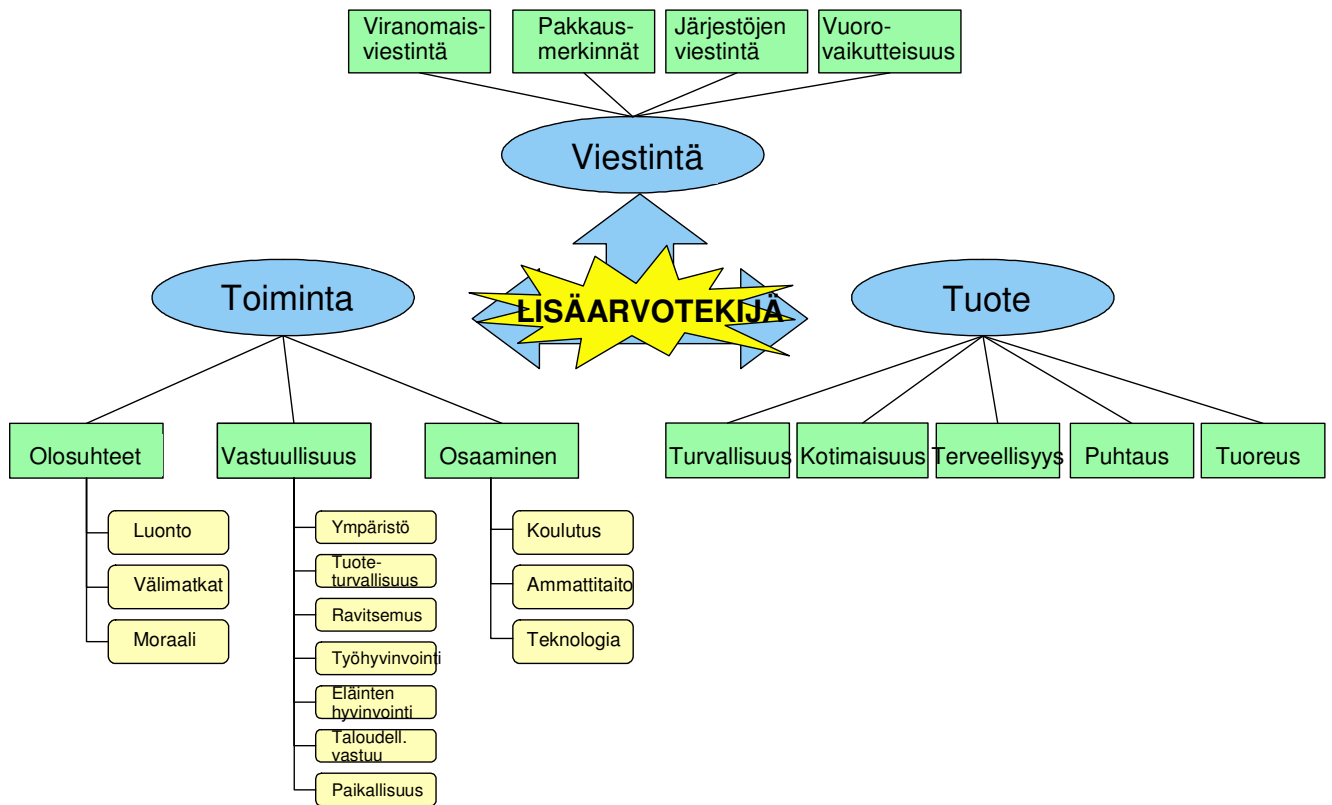 Viranomais-
viestintä
Pakkaus-
merkinnät
Järjestöjen
viestintä
Vuoro-
vaikutteisuus
Viestintä
Toiminta
LISÄARVOTEKIJÄ
Tuote
Olosuhteet
Vastuullisuus
Osaaminen
Turvallisuus
Kotimaisuus
Terveellisyys
Puhtaus
Tuoreus
Luonto
Välimatkat
Moraali
Ympäristö
Tuote-
turvallisuus
Ravitsemus
Työhyvinvointi
Eläinten
hyvinvointi
Taloudell.
vastuu
Paikallisuus
Koulutus
Ammattitaito
Teknologia